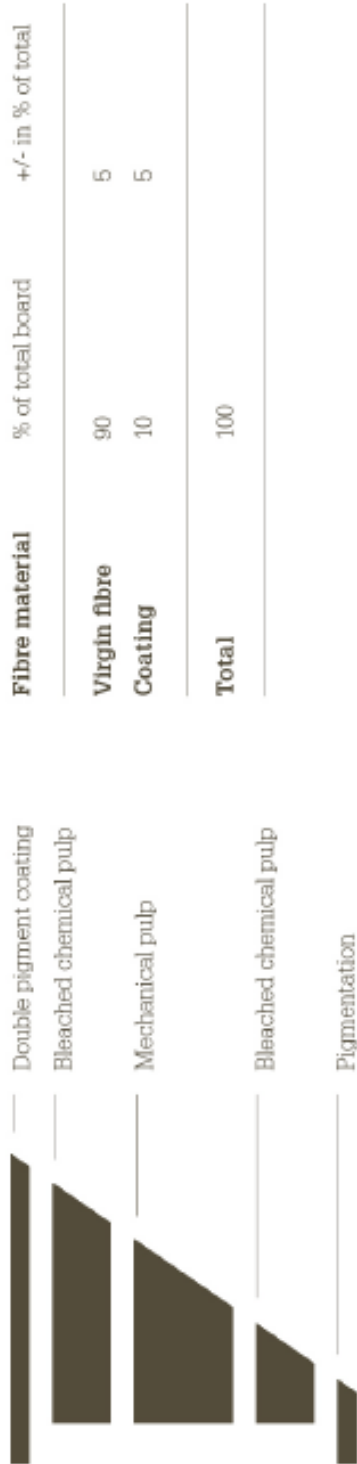 Double pigment coating
Bleached chemical pulp
Mechanical pulp
Bleached chemical pulp
Pigmentation
Fibre material % of total board +/- in % of total
Virgin fibre 90 5
Coating 10 5
Total 100